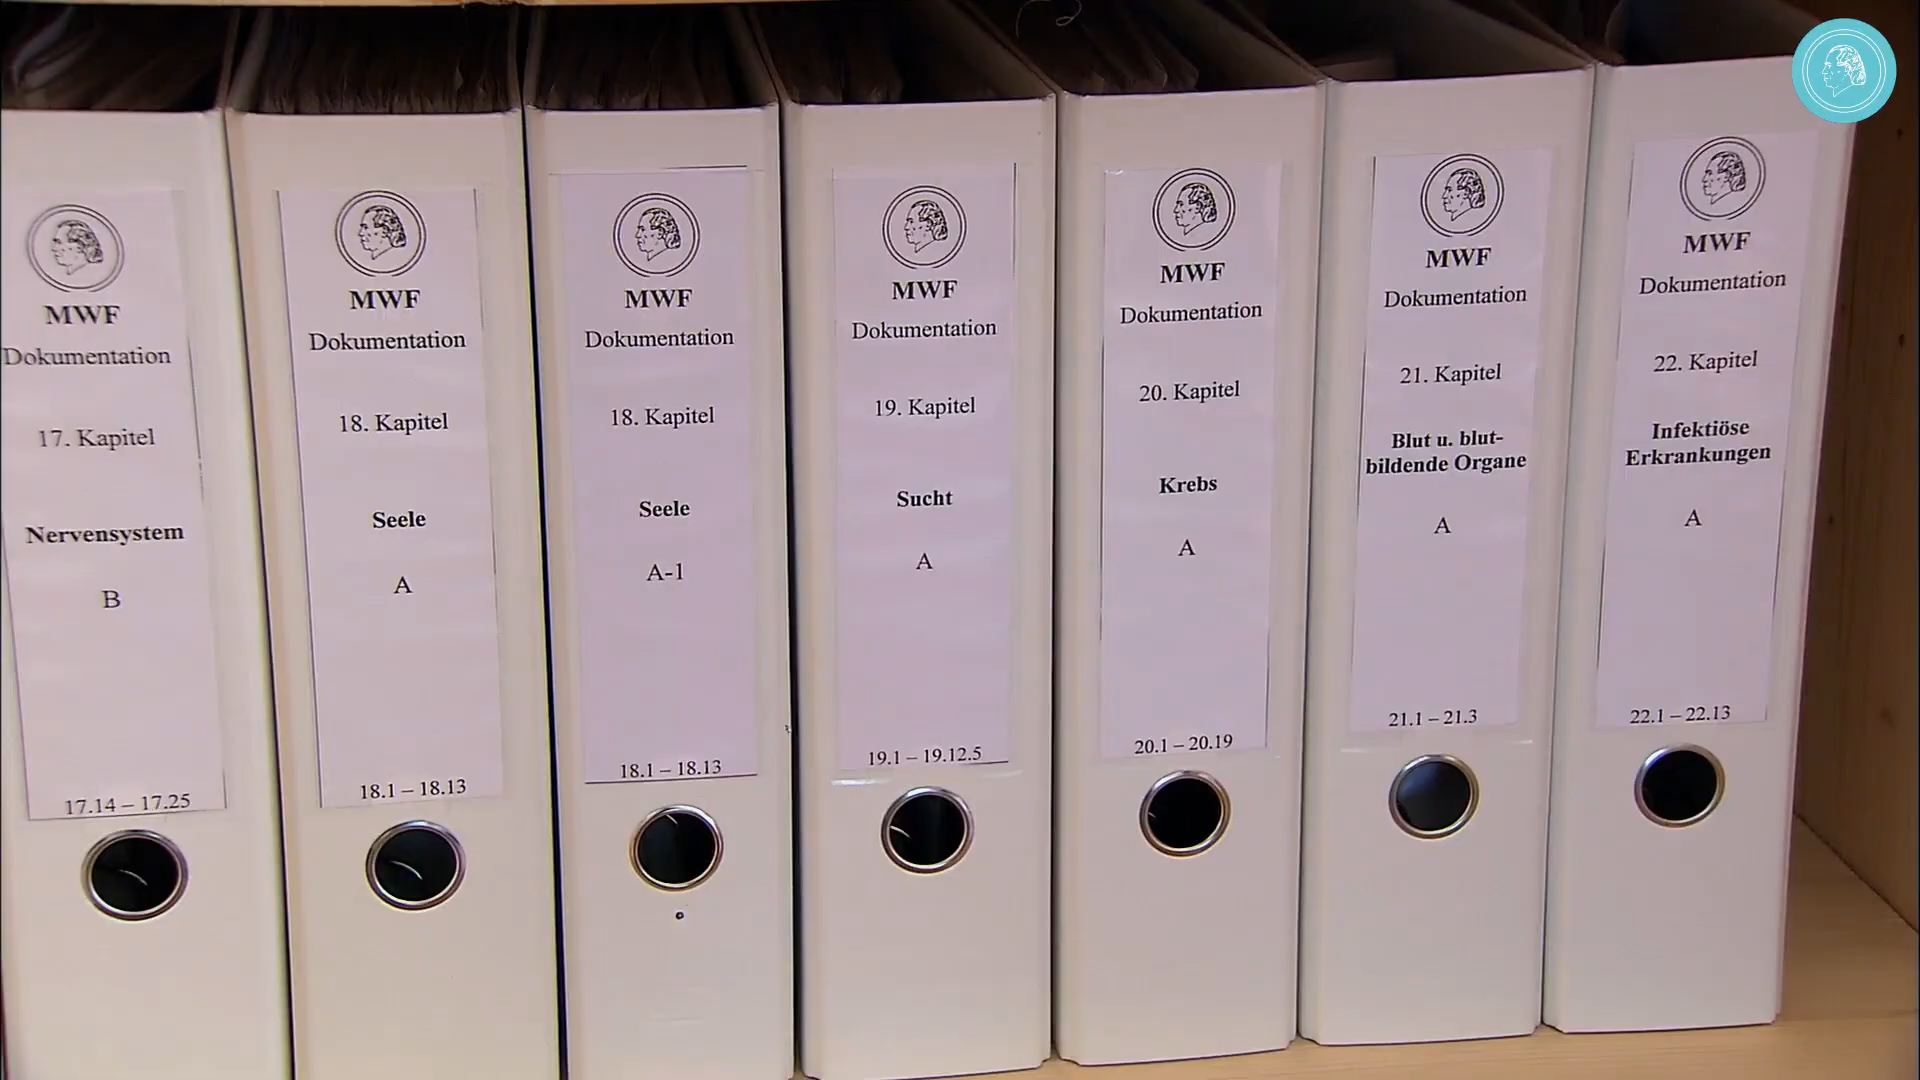 MWF
Dokumentation
17. Kapitel
Nervensystem
B
17.14 – 17.25
MWF
Dokumentation
18. Kapitel
Seele
A
18.1 – 18.13
MWF
Dokumentation
18. Kapitel
Seele
A-1
18.1 – 18.13
MWF
Dokumentation
19. Kapitel
Sucht
A
19.1 – 19.12.5
MWF
Dokumentation
20. Kapitel
Krebs
A
20.1 – 20.19
MWF
Dokumentation
21. Kapitel
Blut u. blut-
bildende Organe
A
21.1 – 21.3
MWF
Dokumentation
22. Kapitel
Infektiöse
Erkrankungen
A
22.1 – 22.13